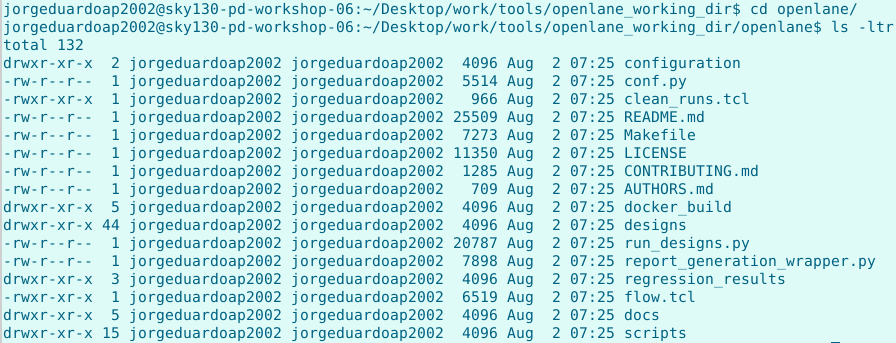 jorgeduardoap2002@sky130-pd-workshop-06:~/Desktop/work/tools/openlane_working_dir$ cd openlane/
jorgeduardoap2002@sky130-pd-workshop-06:~/Desktop/work/tools/openlane_working_dir/openlane$ ls -ltr
total 132
drwxr-xr-x  2 jorgeduardoap2002 jorgeduardoap2002  4096 Aug  2 07:25 configuration
-rw-r--r--  1 jorgeduardoap2002 jorgeduardoap2002  5514 Aug  2 07:25 conf.py
-rwxr-xr-x  1 jorgeduardoap2002 jorgeduardoap2002   966 Aug  2 07:25 clean_runs.tcl
-rw-r--r--  1 jorgeduardoap2002 jorgeduardoap2002 25509 Aug  2 07:25 README.md
-rw-r--r--  1 jorgeduardoap2002 jorgeduardoap2002  7273 Aug  2 07:25 Makefile
-rw-r--r--  1 jorgeduardoap2002 jorgeduardoap2002 11350 Aug  2 07:25 LICENSE
-rw-r--r--  1 jorgeduardoap2002 jorgeduardoap2002  1285 Aug  2 07:25 CONTRIBUTING.md
-rw-r--r--  1 jorgeduardoap2002 jorgeduardoap2002   709 Aug  2 07:25 AUTHORS.md
drwxr-xr-x  5 jorgeduardoap2002 jorgeduardoap2002  4096 Aug  2 07:25 docker_build
drwxr-xr-x 44 jorgeduardoap2002 jorgeduardoap2002  4096 Aug  2 07:25 designs
-rw-r--r--  1 jorgeduardoap2002 jorgeduardoap2002 20787 Aug  2 07:25 run_designs.py
-rw-r--r--  1 jorgeduardoap2002 jorgeduardoap2002  7898 Aug  2 07:25 report_generation_wrapper.py
drwxr-xr-x  3 jorgeduardoap2002 jorgeduardoap2002  4096 Aug  2 07:25 regression_results
-rwxr-xr-x  1 jorgeduardoap2002 jorgeduardoap2002  6519 Aug  2 07:25 flow.tcl
drwxr-xr-x  5 jorgeduardoap2002 jorgeduardoap2002  4096 Aug  2 07:25 docs
drwxr-xr-x 15 jorgeduardoap2002 jorgeduardoap2002  4096 Aug  2 07:25 scripts